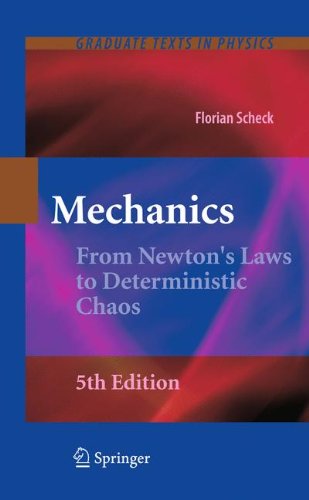 GRADUATE TEXTS IN PHYSICS
Florian Scheck
Mechanics
From Newton's Laws
to Deterministic
Chaos
5th Edition
Springer